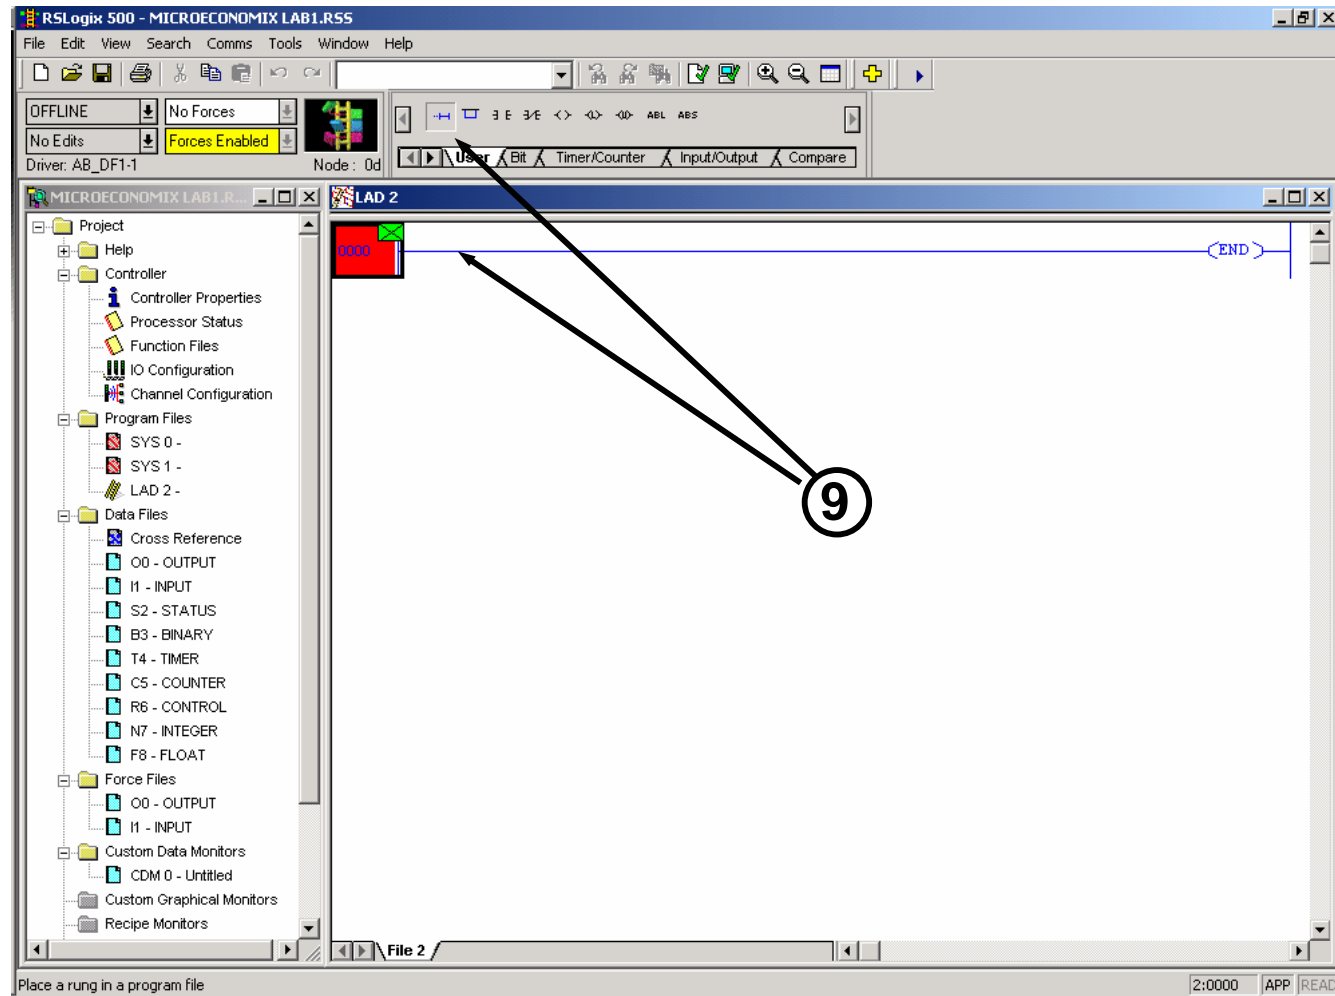 RSLogix 500 - MICROECONOMIX LAB1.RSS
File Edit View Search Comms Tools Window Help
OFFLINE No Forces
No Edits Forces Enabled
Driver: AB_DF1-1 Node : 0d
ABL ABS
User Bit Timer/Counter Input/Output Compare
MICROECONOMIX LAB1.R...
LAD 2
Project
Help
Controller
Controller Properties
Processor Status
Function Files
IO Configuration
Channel Configuration
Program Files
SYS 0 -
SYS 1 -
LAD 2 -
Data Files
Cross Reference
O0 - OUTPUT
I1 - INPUT
S2 - STATUS
B3 - BINARY
T4 - TIMER
C5 - COUNTER
R6 - CONTROL
N7 - INTEGER
F8 - FLOAT
Force Files
O0 - OUTPUT
I1 - INPUT
Custom Data Monitors
CDM 0 - Untitled
Custom Graphical Monitors
Recipe Monitors
0000
END
9
File 2
Place a rung in a program file
2:0000 APP READ